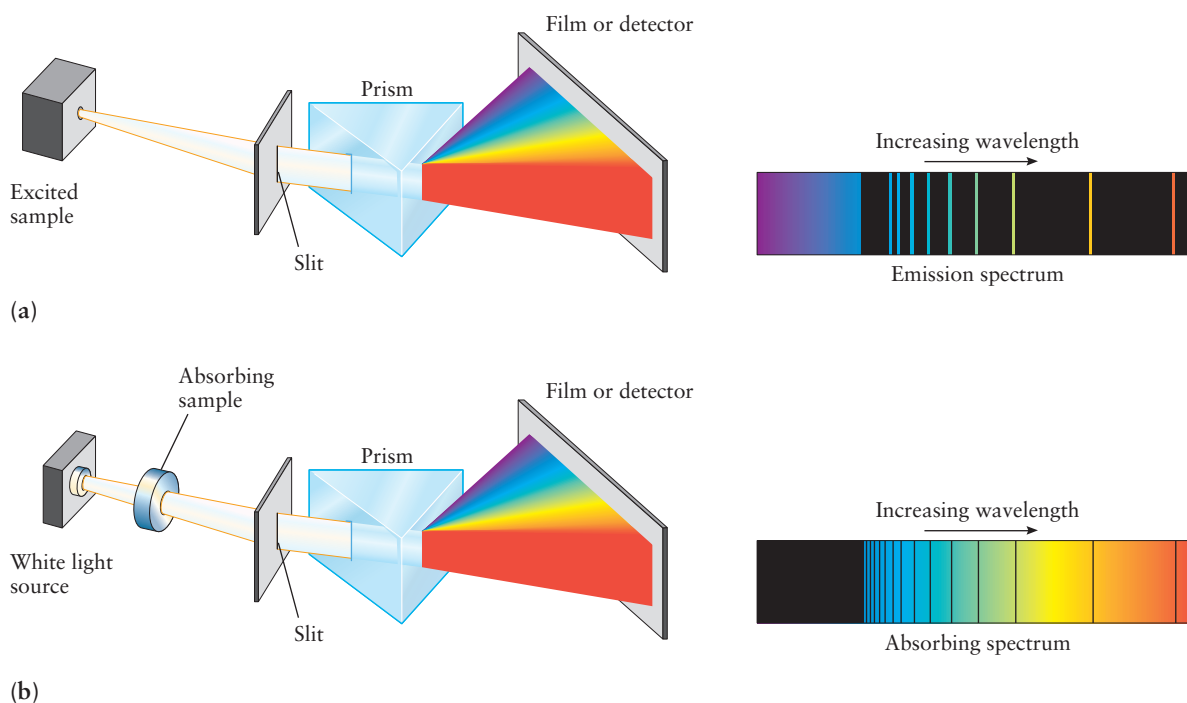 Film or detector
Prism
Excited
sample
Slit
Increasing wavelength
Emission spectrum
(a)
Absorbing
sample
Film or detector
Prism
White light
source
Slit
Increasing wavelength
Absorbing spectrum
(b)